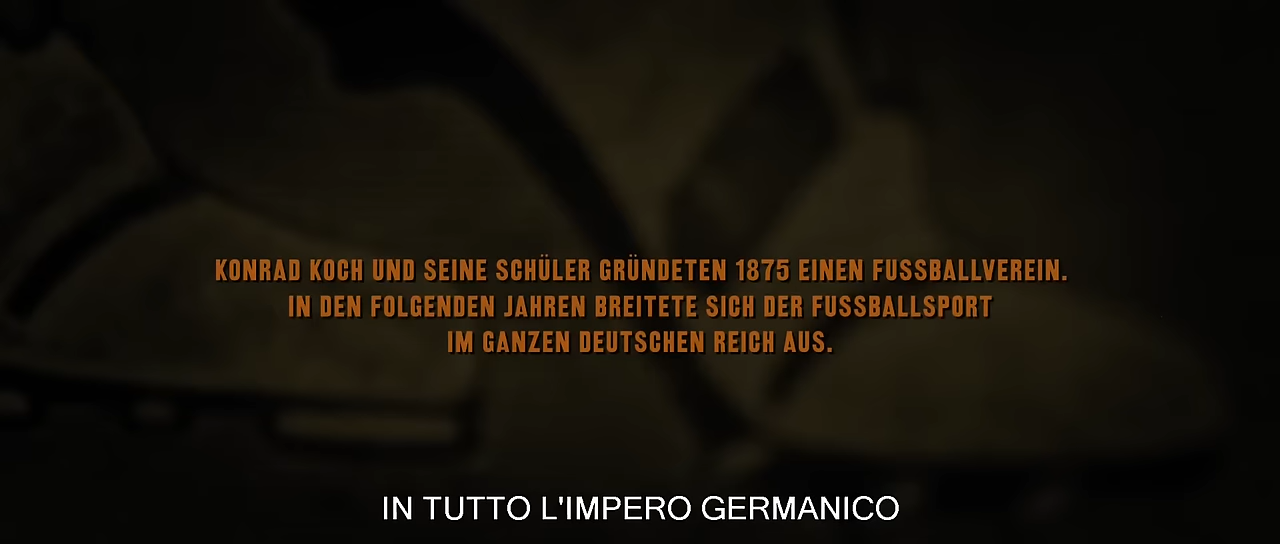 KONRAD KOCH UND SEINE SCHÜLER GRÜNDETEN 1875 EINEN FUSSBALLVEREIN.
IN DEN FOLGENDEN JAHREN BREITETE SICH DER FUSSBALLSPORT
IM GANZEN DEUTSCHEN REICH AUS.
IN TUTTO L'IMPERO GERMANICO